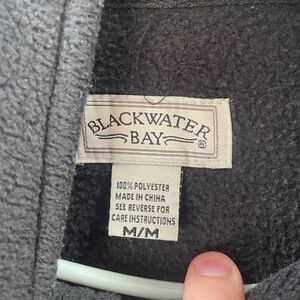 BLACKWATER
BAY
100% POLYESTER
MADE IN CHINA
SEE REVERSE FOR
CARE INSTRUCTIONS
M/M